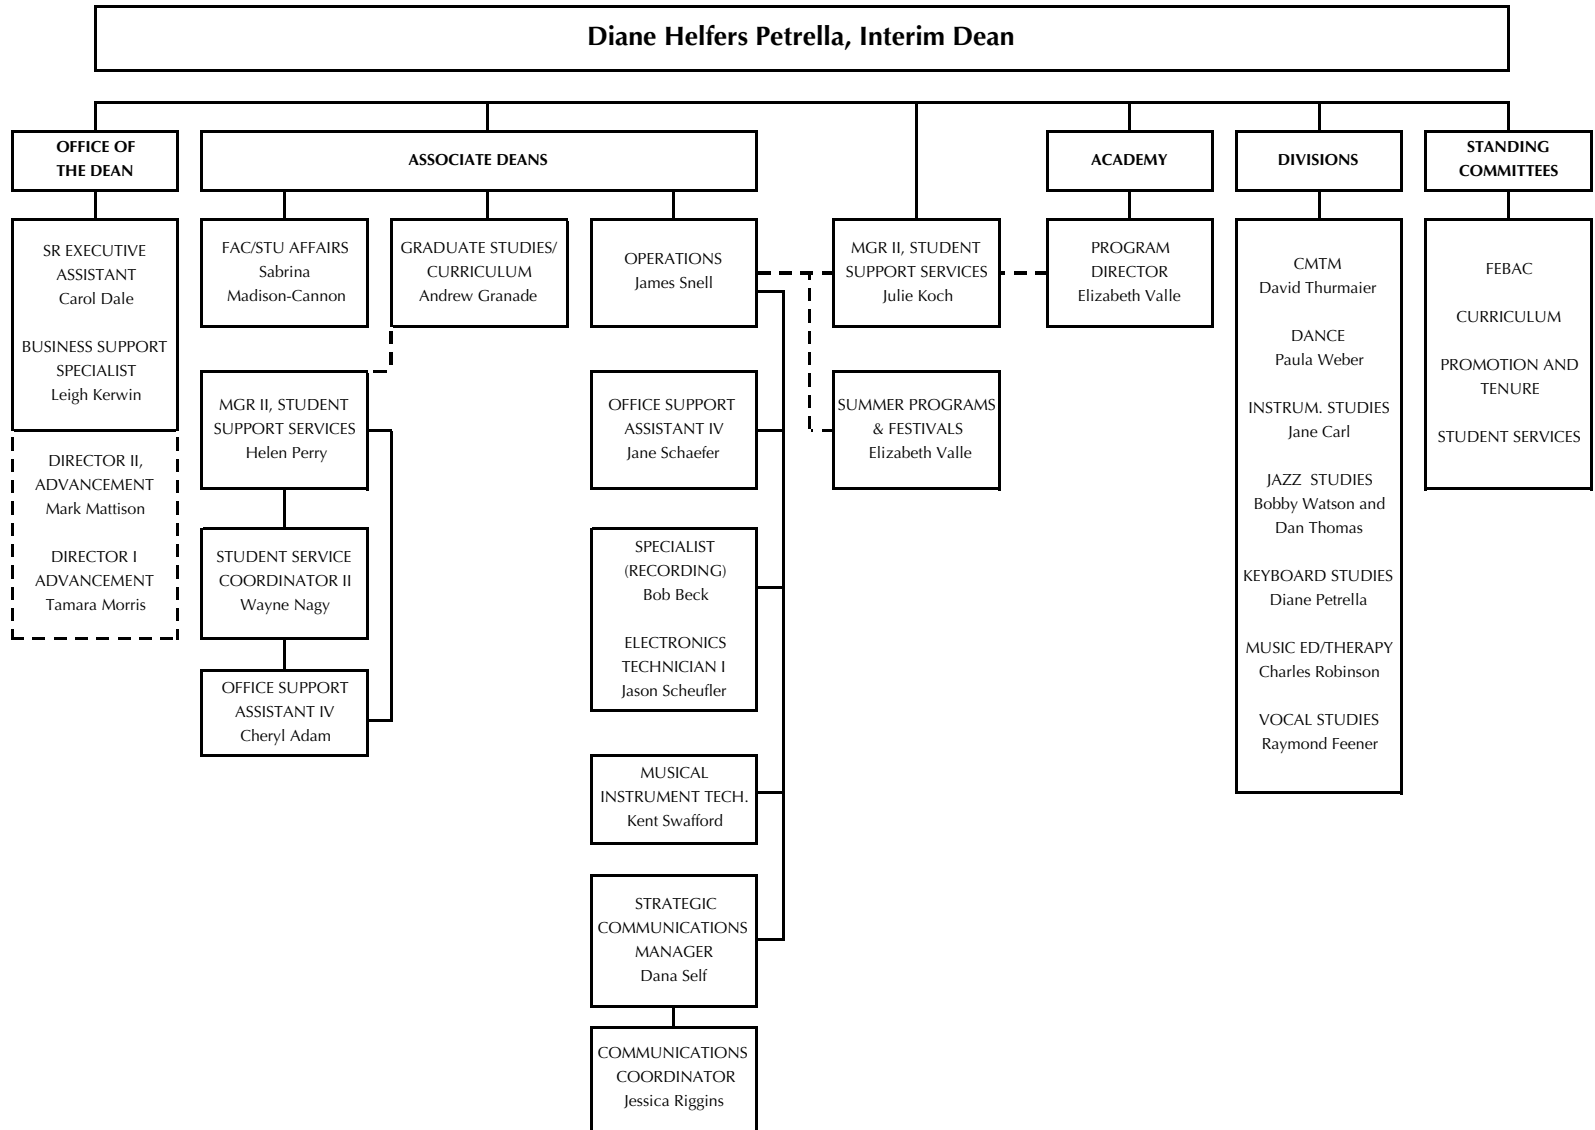 Diane Helfers Petrella, Interim Dean
OFFICE OF
THE DEAN
ASSOCIATE DEANS
ACADEMY
DIVISIONS
STANDING
COMMITTEES
SR EXECUTIVE
ASSISTANT
Carol Dale
BUSINESS SUPPORT
SPECIALIST
Leigh Kerwin
DIRECTOR II,
ADVANCEMENT
Mark Mattison
DIRECTOR I
ADVANCEMENT
Tamara Morris
FAC/STU AFFAIRS
Sabrina
Madison-Cannon
GRADUATE STUDIES/
CURRICULUM
Andrew Granade
MGR II, STUDENT
SUPPORT SERVICES
Helen Perry
STUDENT SERVICE
COORDINATOR II
Wayne Nagy
OFFICE SUPPORT
ASSISTANT IV
Cheryl Adam
OPERATIONS
James Snell
OFFICE SUPPORT
ASSISTANT IV
Jane Schaefer
SPECIALIST
(RECORDING)
Bob Beck
ELECTRONICS
TECHNICIAN I
Jason Scheufler
MUSICAL
INSTRUMENT TECH.
Kent Swafford
STRATEGIC
COMMUNICATIONS
MANAGER
Dana Self
COMMUNICATIONS
COORDINATOR
Jessica Riggins
MGR II, STUDENT
SUPPORT SERVICES
Julie Koch
SUMMER PROGRAMS
& FESTIVALS
Elizabeth Valle
PROGRAM
DIRECTOR
Elizabeth Valle
CMTM
David Thurmaier
DANCE
Paula Weber
INSTRUM. STUDIES
Jane Carl
JAZZ STUDIES
Bobby Watson and
Dan Thomas
KEYBOARD STUDIES
Diane Petrella
MUSIC ED/THERAPY
Charles Robinson
VOCAL STUDIES
Raymond Feener
FEBAC
CURRICULUM
PROMOTION AND
TENURE
STUDENT SERVICES